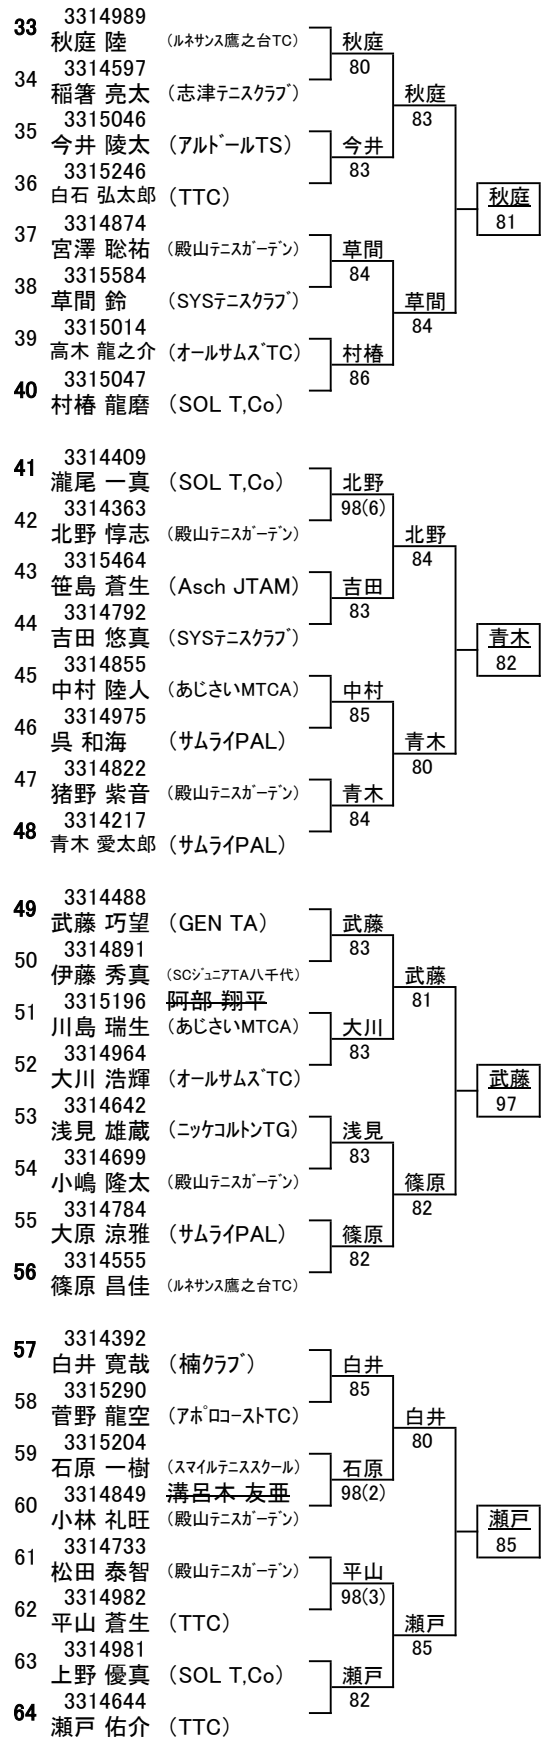 3314989
33 秋庭 陸 (ルネサンス鷹之台TC) 秋庭
80
3314597
34 稲箸 亮太 (志津テニスクラブ) 秋庭
83
3315046
35 今井 陵太 (アルドールTS) 今井
83
3315246
36 白石 弘太郎 (TTC) 秋庭
81
3314874
37 宮澤 聡祐 (殿山テニスガーデン) 草間
84
3315584
38 草間 鈴 (SYSテニスクラブ) 草間
84
3315014
39 高木 龍之介 (オールサムズTC) 村椿
86
3315047
40 村椿 龍磨 (SOL T,Co)
3314409
41 瀧尾 一真 (SOL T,Co) 北野
98(6)
3314363
42 北野 惇志 (殿山テニスガーデン) 北野
84
3315464
43 笹島 蒼生 (Asch JTAM) 吉田
83
3314792
44 吉田 悠真 (SYSテニスクラブ) 青木
82
3314855
45 中村 陸人 (あじさいMTCA) 中村
85
3314975
46 呉 和海 (サムライPAL) 青木
80
3314822
47 猪野 紫音 (殿山テニスガーデン) 青木
84
3314217
48 青木 愛太郎 (サムライPAL)
3314488
49 武藤 巧望 (GEN TA) 武藤
83
3314891
50 伊藤 秀真 (SCジュニアTA八千代) 武藤
81
3315196 阿部 翔平
51 川島 瑞生 (あじさいMTCA) 大川
83
3314964
52 大川 浩輝 (オールサムズTC) 武藤
97
3314642
53 浅見 雄蔵 (ニッケコルトンTG) 浅見
83
3314699
54 小嶋 隆太 (殿山テニスガーデン) 篠原
82
3314784
55 大原 涼雅 (サムライPAL) 篠原
82
3314555
56 篠原 昌佳 (ルネサンス鷹之台TC)
3314392
57 白井 寛哉 (楠クラブ) 白井
85
3315290
58 菅野 龍空 (アポロコーストTC) 白井
80
3315204
59 石原 一樹 (スマイルテニススクール) 石原
98(2)
3314849 溝呂木 友亜
60 小林 礼旺 (殿山テニスガーデン) 瀬戸
85
3314733
61 松田 泰智 (殿山テニスガーデン) 平山
98(3)
3314982
62 平山 蒼生 (TTC) 瀬戸
85
3314981
63 上野 優真 (SOL T,Co) 瀬戸
82
3314644
64 瀬戸 佑介 (TTC)